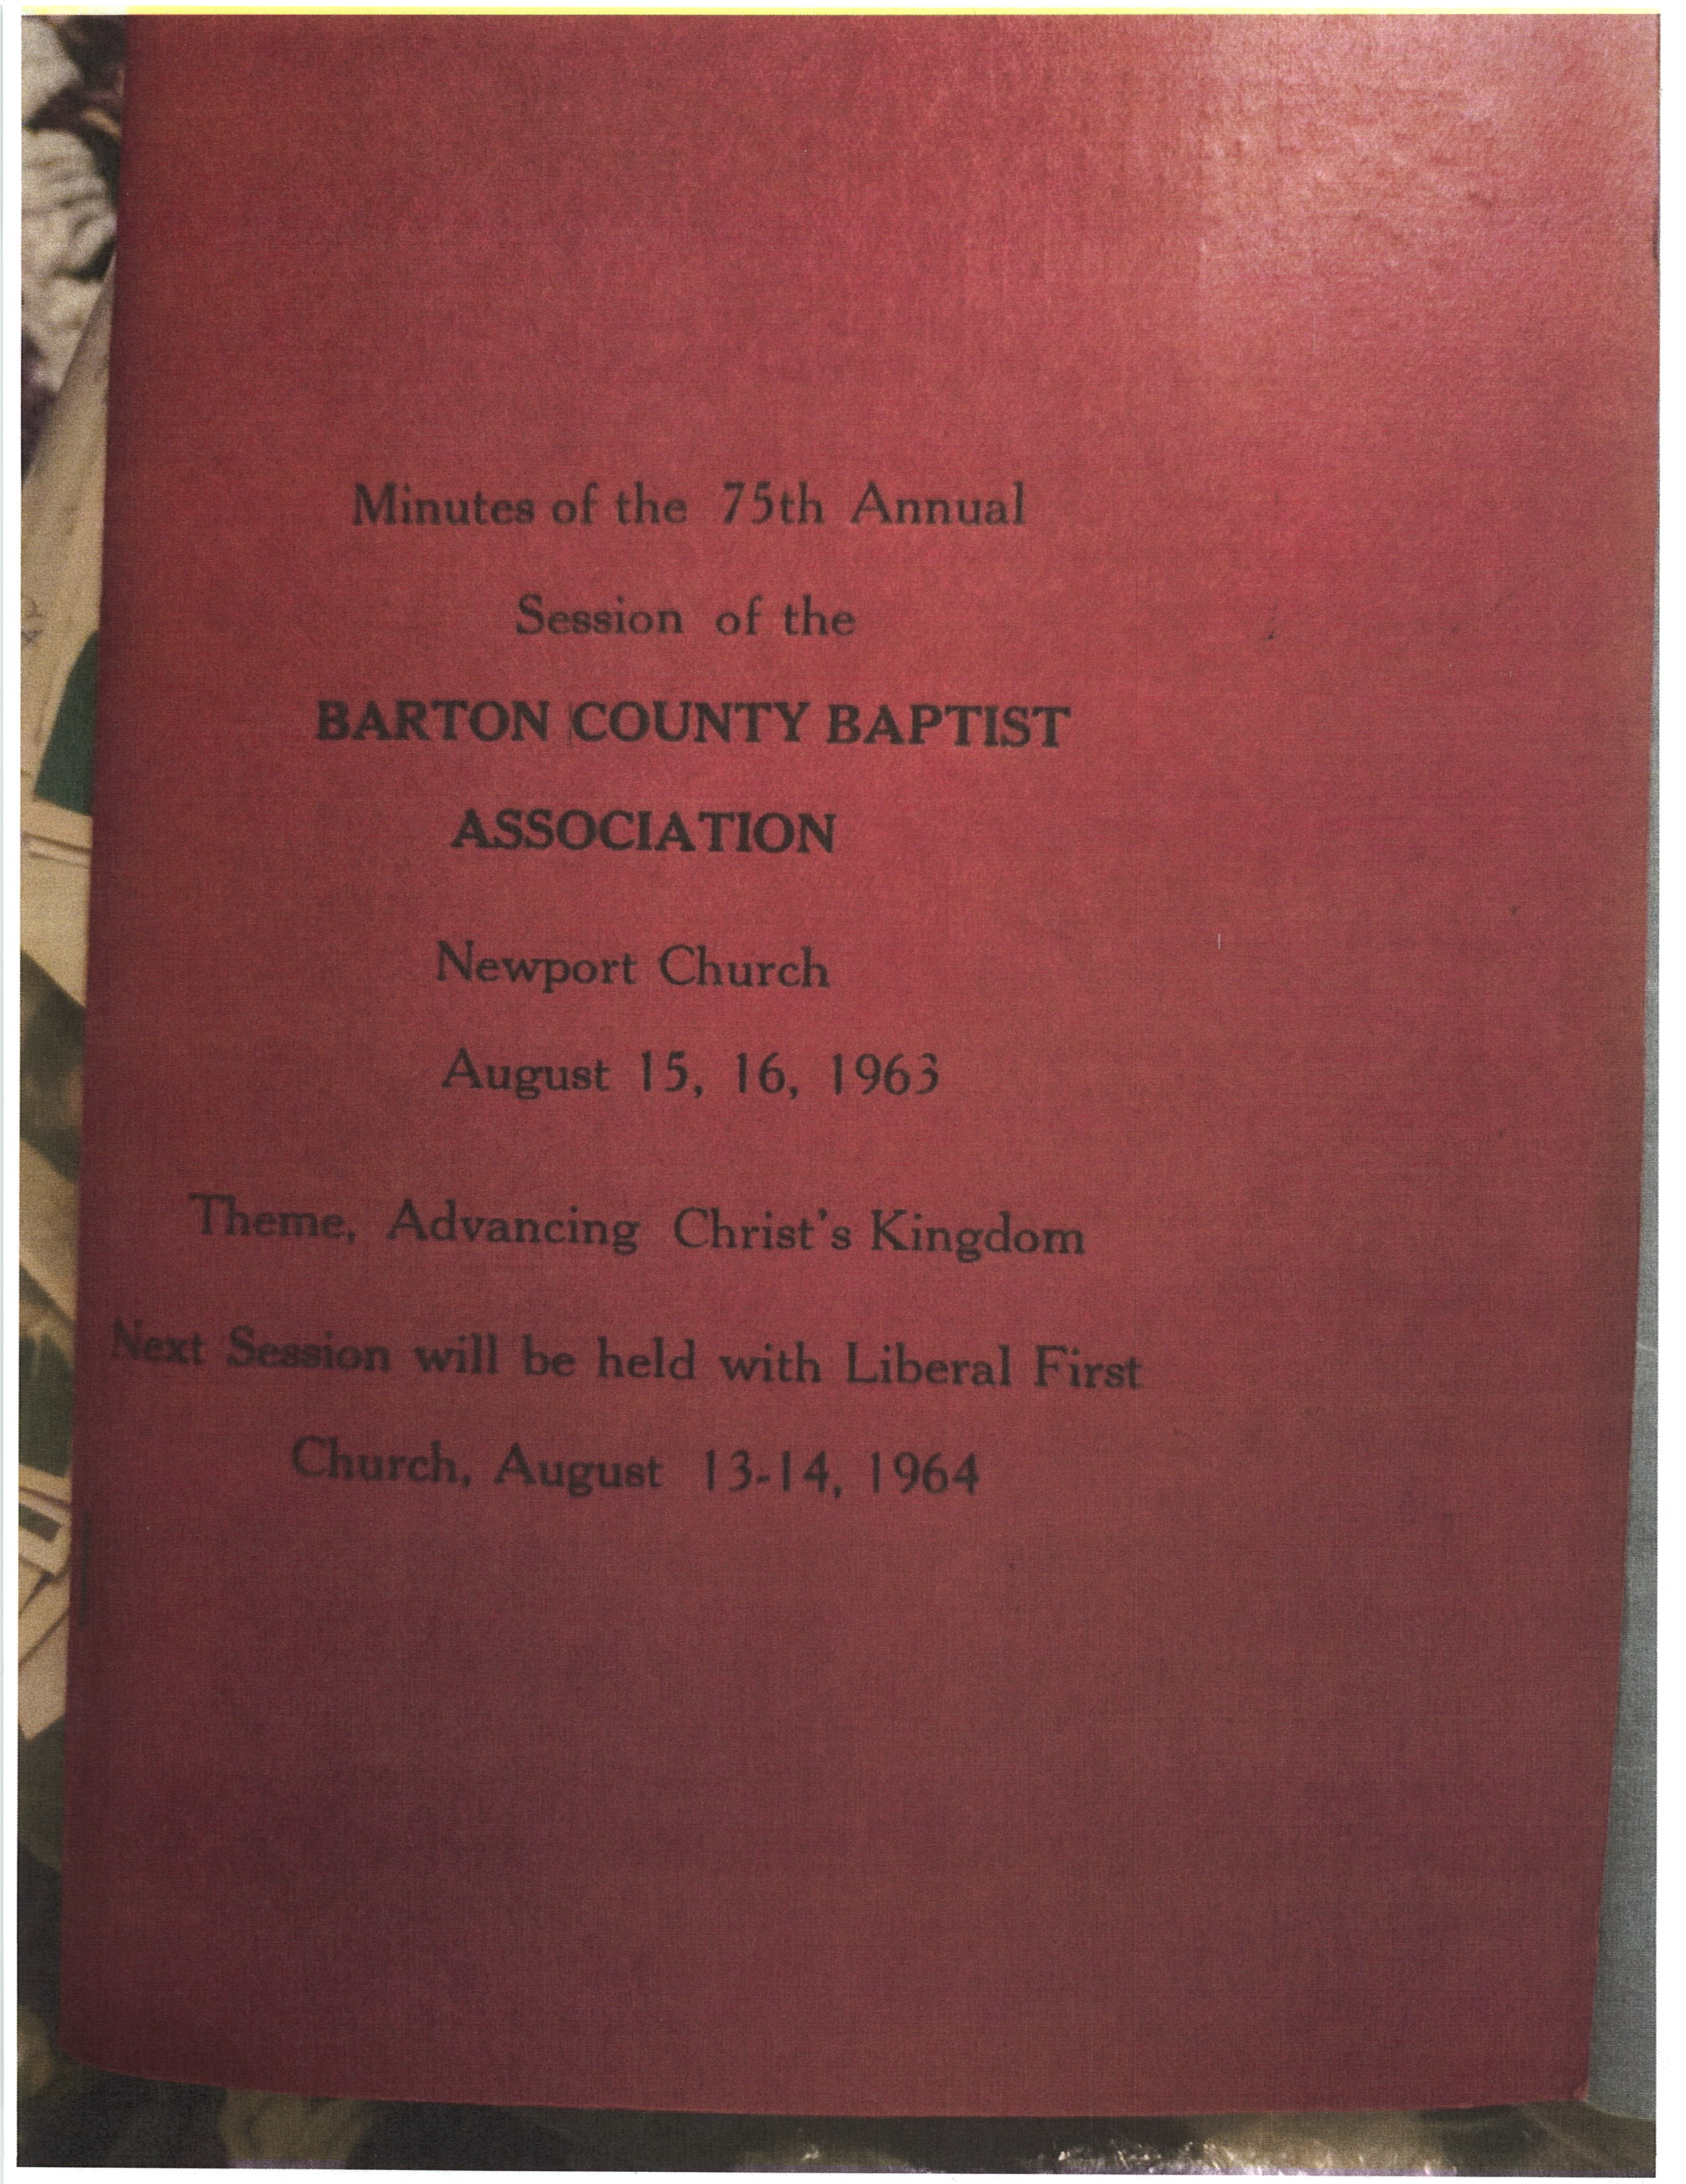 Minutes of the 75th Annual
Session of the
BARTON COUNTY BAPTIST
ASSOCIATION
Newport Church
August 15, 16, 1963
Theme, Advancing Christ's Kingdom
Next Session will be held with Liberal First
Church, August 13-14, 1964